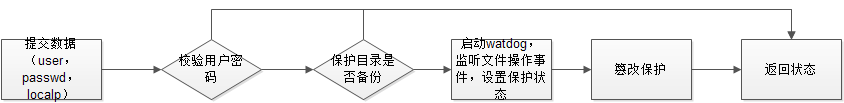 提交数据
（user，
passwd，
localp）
校验用户密
码
保护目录是
否备份
启动watdog，
监听文件操作事
件，设置保护状
态
篡改保护
返回状态